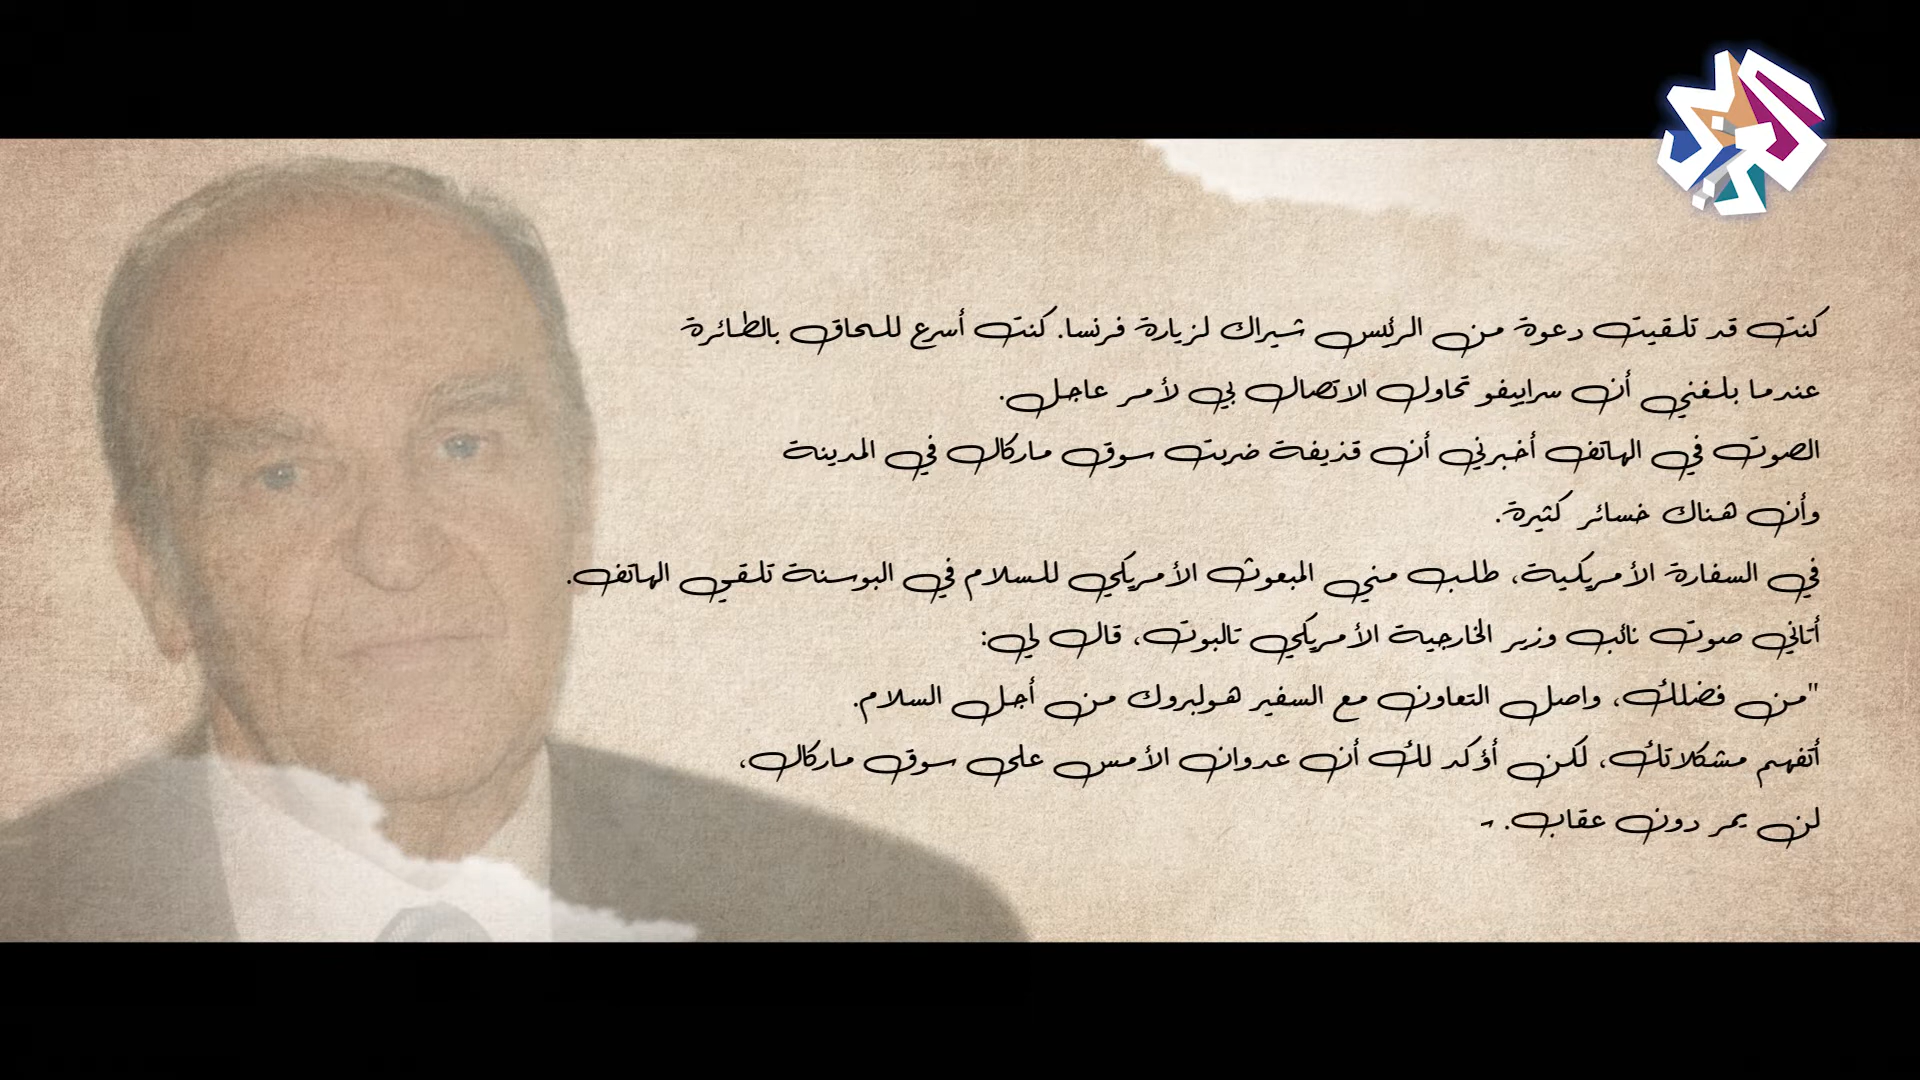 كنت قد تلقيت دعوة من الرئيس شيراك لزيارة فرنسا. كنت أسرع للحاق بالطائرة
عندما بلغني أن سراييفو تحاول الاتصال بي لأمر عاجل.
الصوت في الهاتف أخبرني أن قذيفة ضربت سوق ماركال في المدينة
وأن هناك خسائر كثيرة.
في السفارة الأمريكية، طلب مني المبعوث الأمريكي للسلام في البوسنة تلقي الهاتف.
أتاني صوت نائب وزير الخارجية الأمريكي تالبوت، قال لي:
"من فضلك، واصل التعاون مع السفير هولبروك من أجل السلام.
أتفهم مشكلاتك، لكن أؤكد لك أن عدوان الأمس على سوق ماركال،
لن يمر دون عقاب.